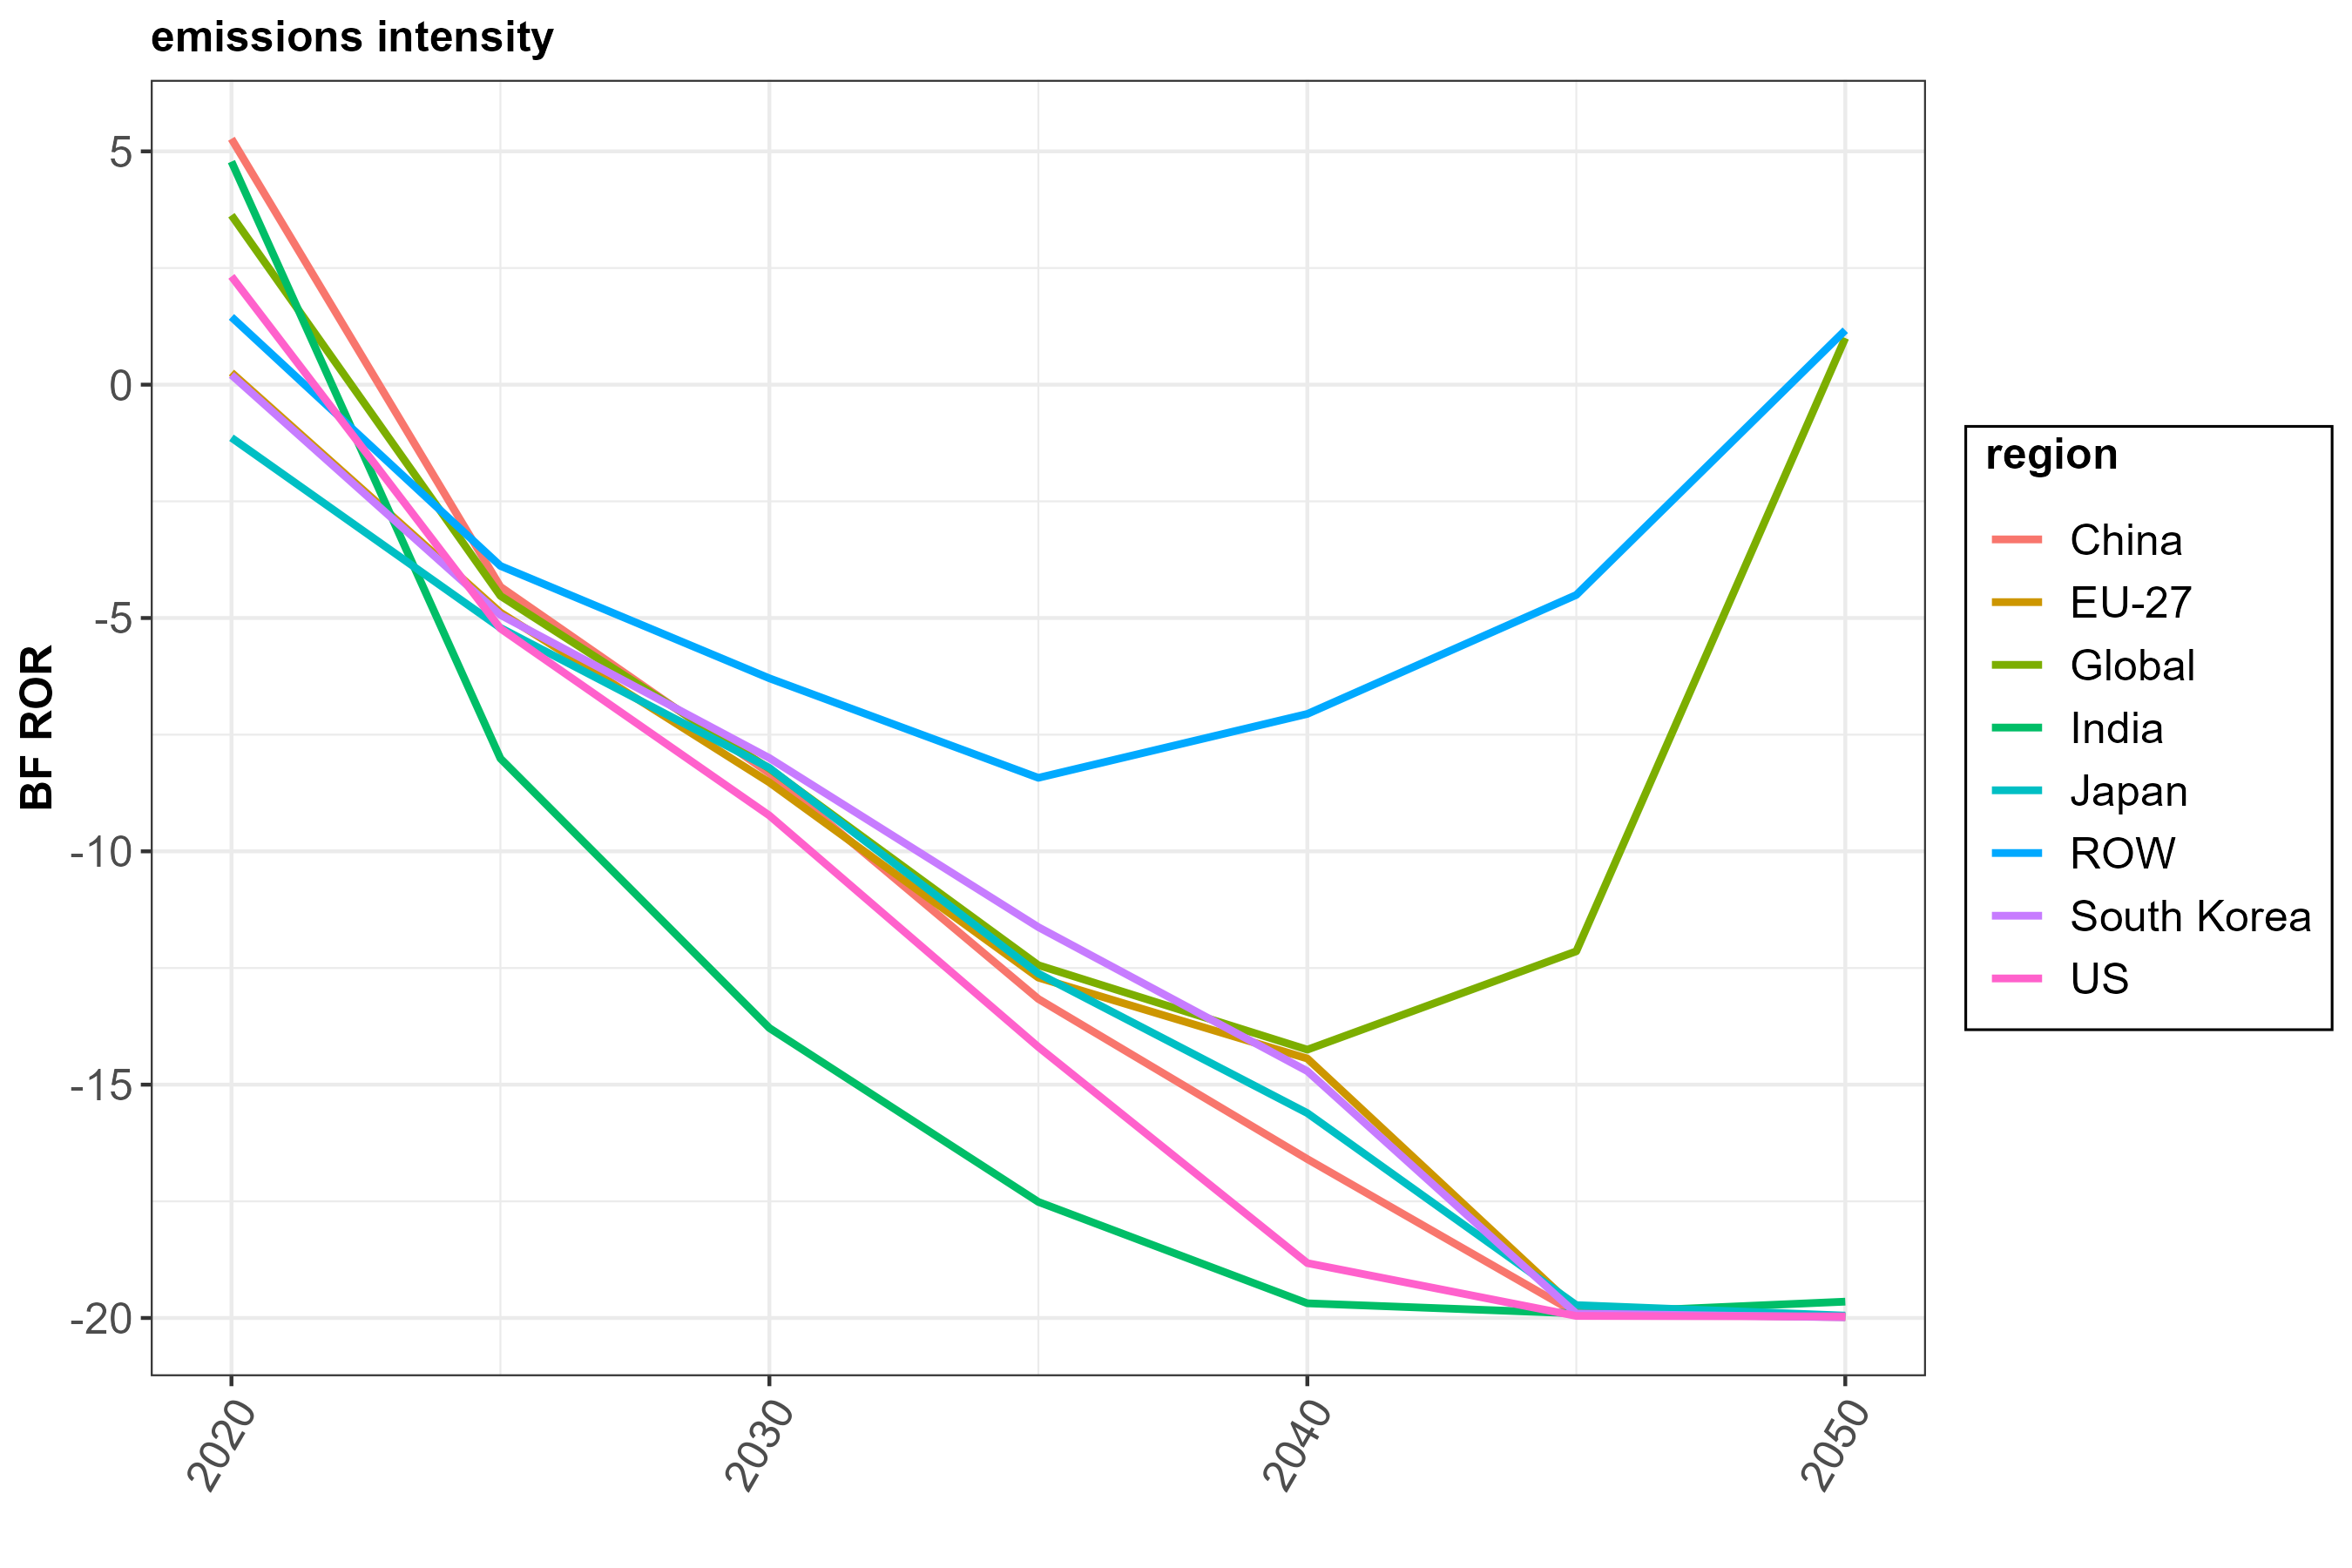 emissions intensity
BF ROR
5
0
-5
-10
-15
-20
2020
2030
2040
2050
region
China
EU-27
Global
India
Japan
ROW
South Korea
US